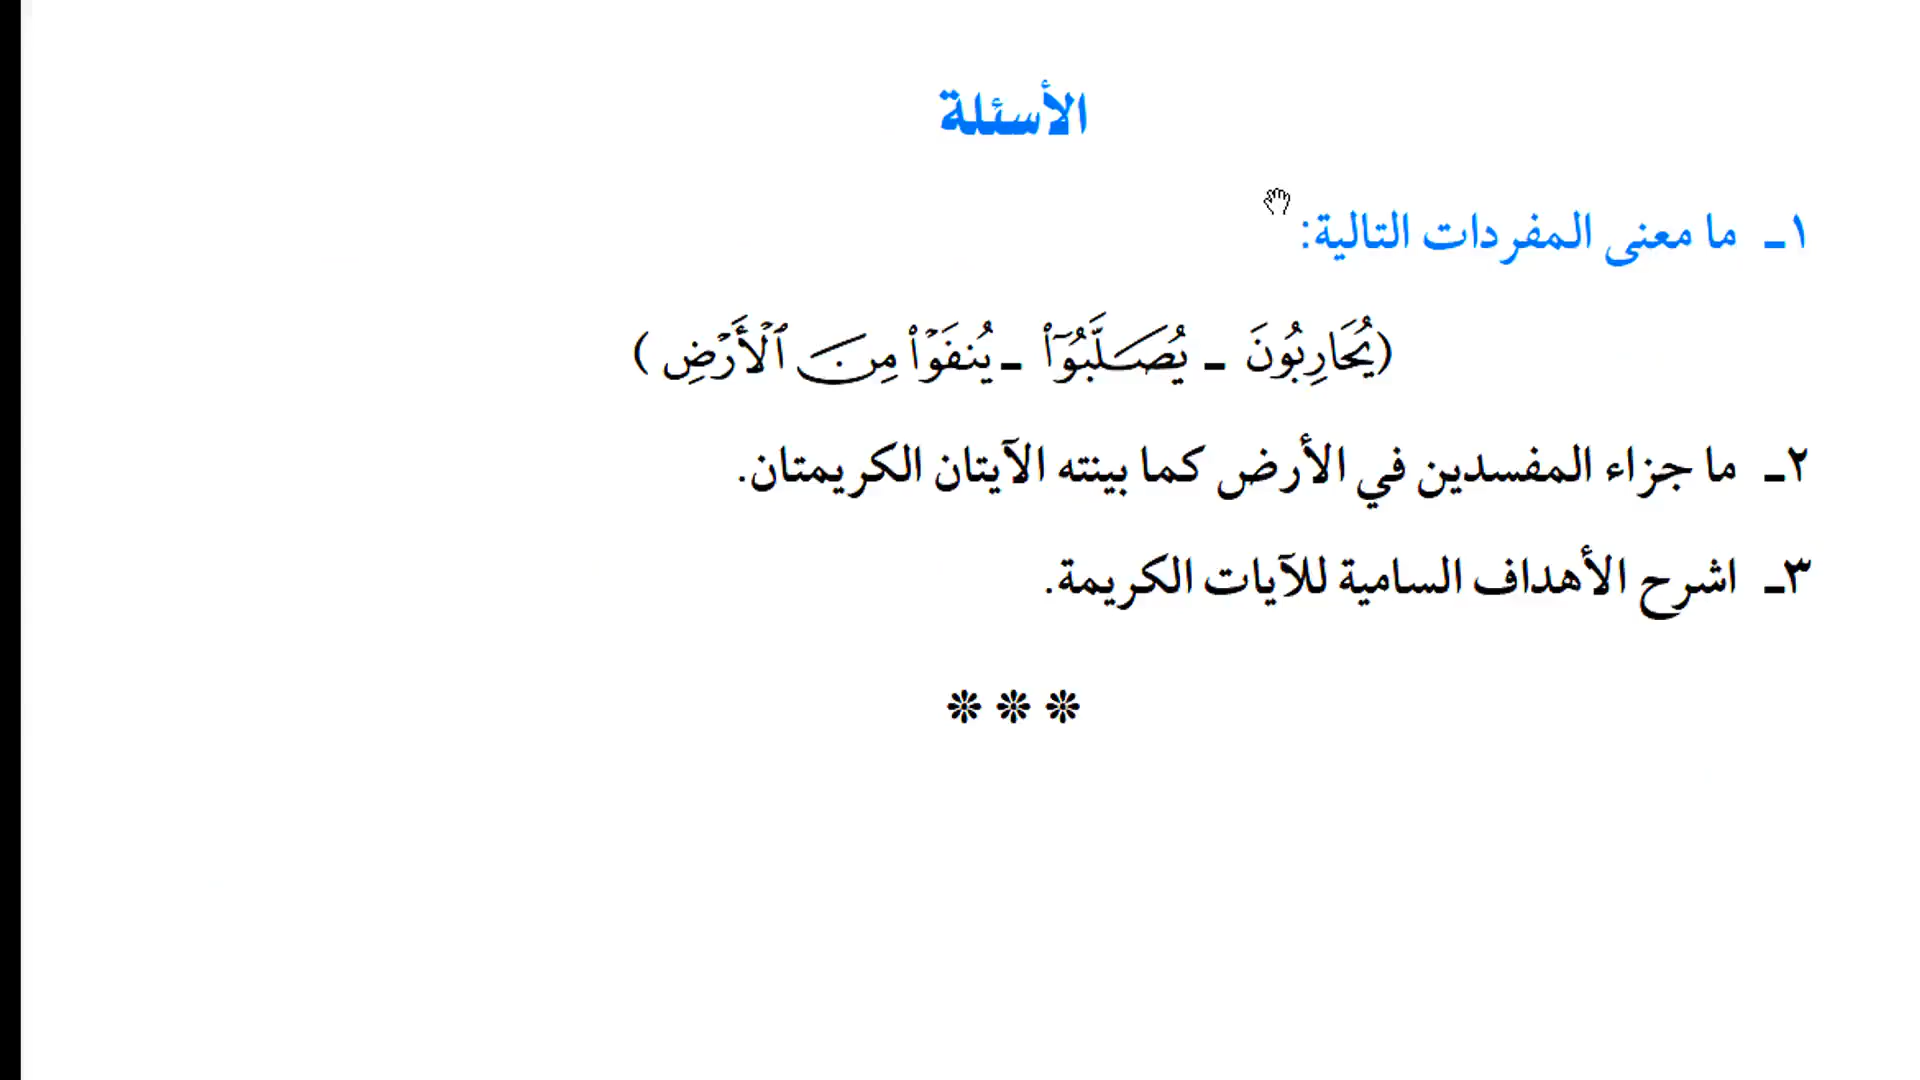 الأسئلة
١ـ ما معنى المفردات التالية:
(يُحَارِبُونَ ـ يُصَلَّبُوٓا۟ ـ يُنفَوْا۟ مِنَ ٱلْأَرْضِ )
٢ـ ما جزاء المفسدين في الأرض كما بينته الآيتان الكريمتان.
٣ـ اشرح الأهداف السامية للآيات الكريمة.